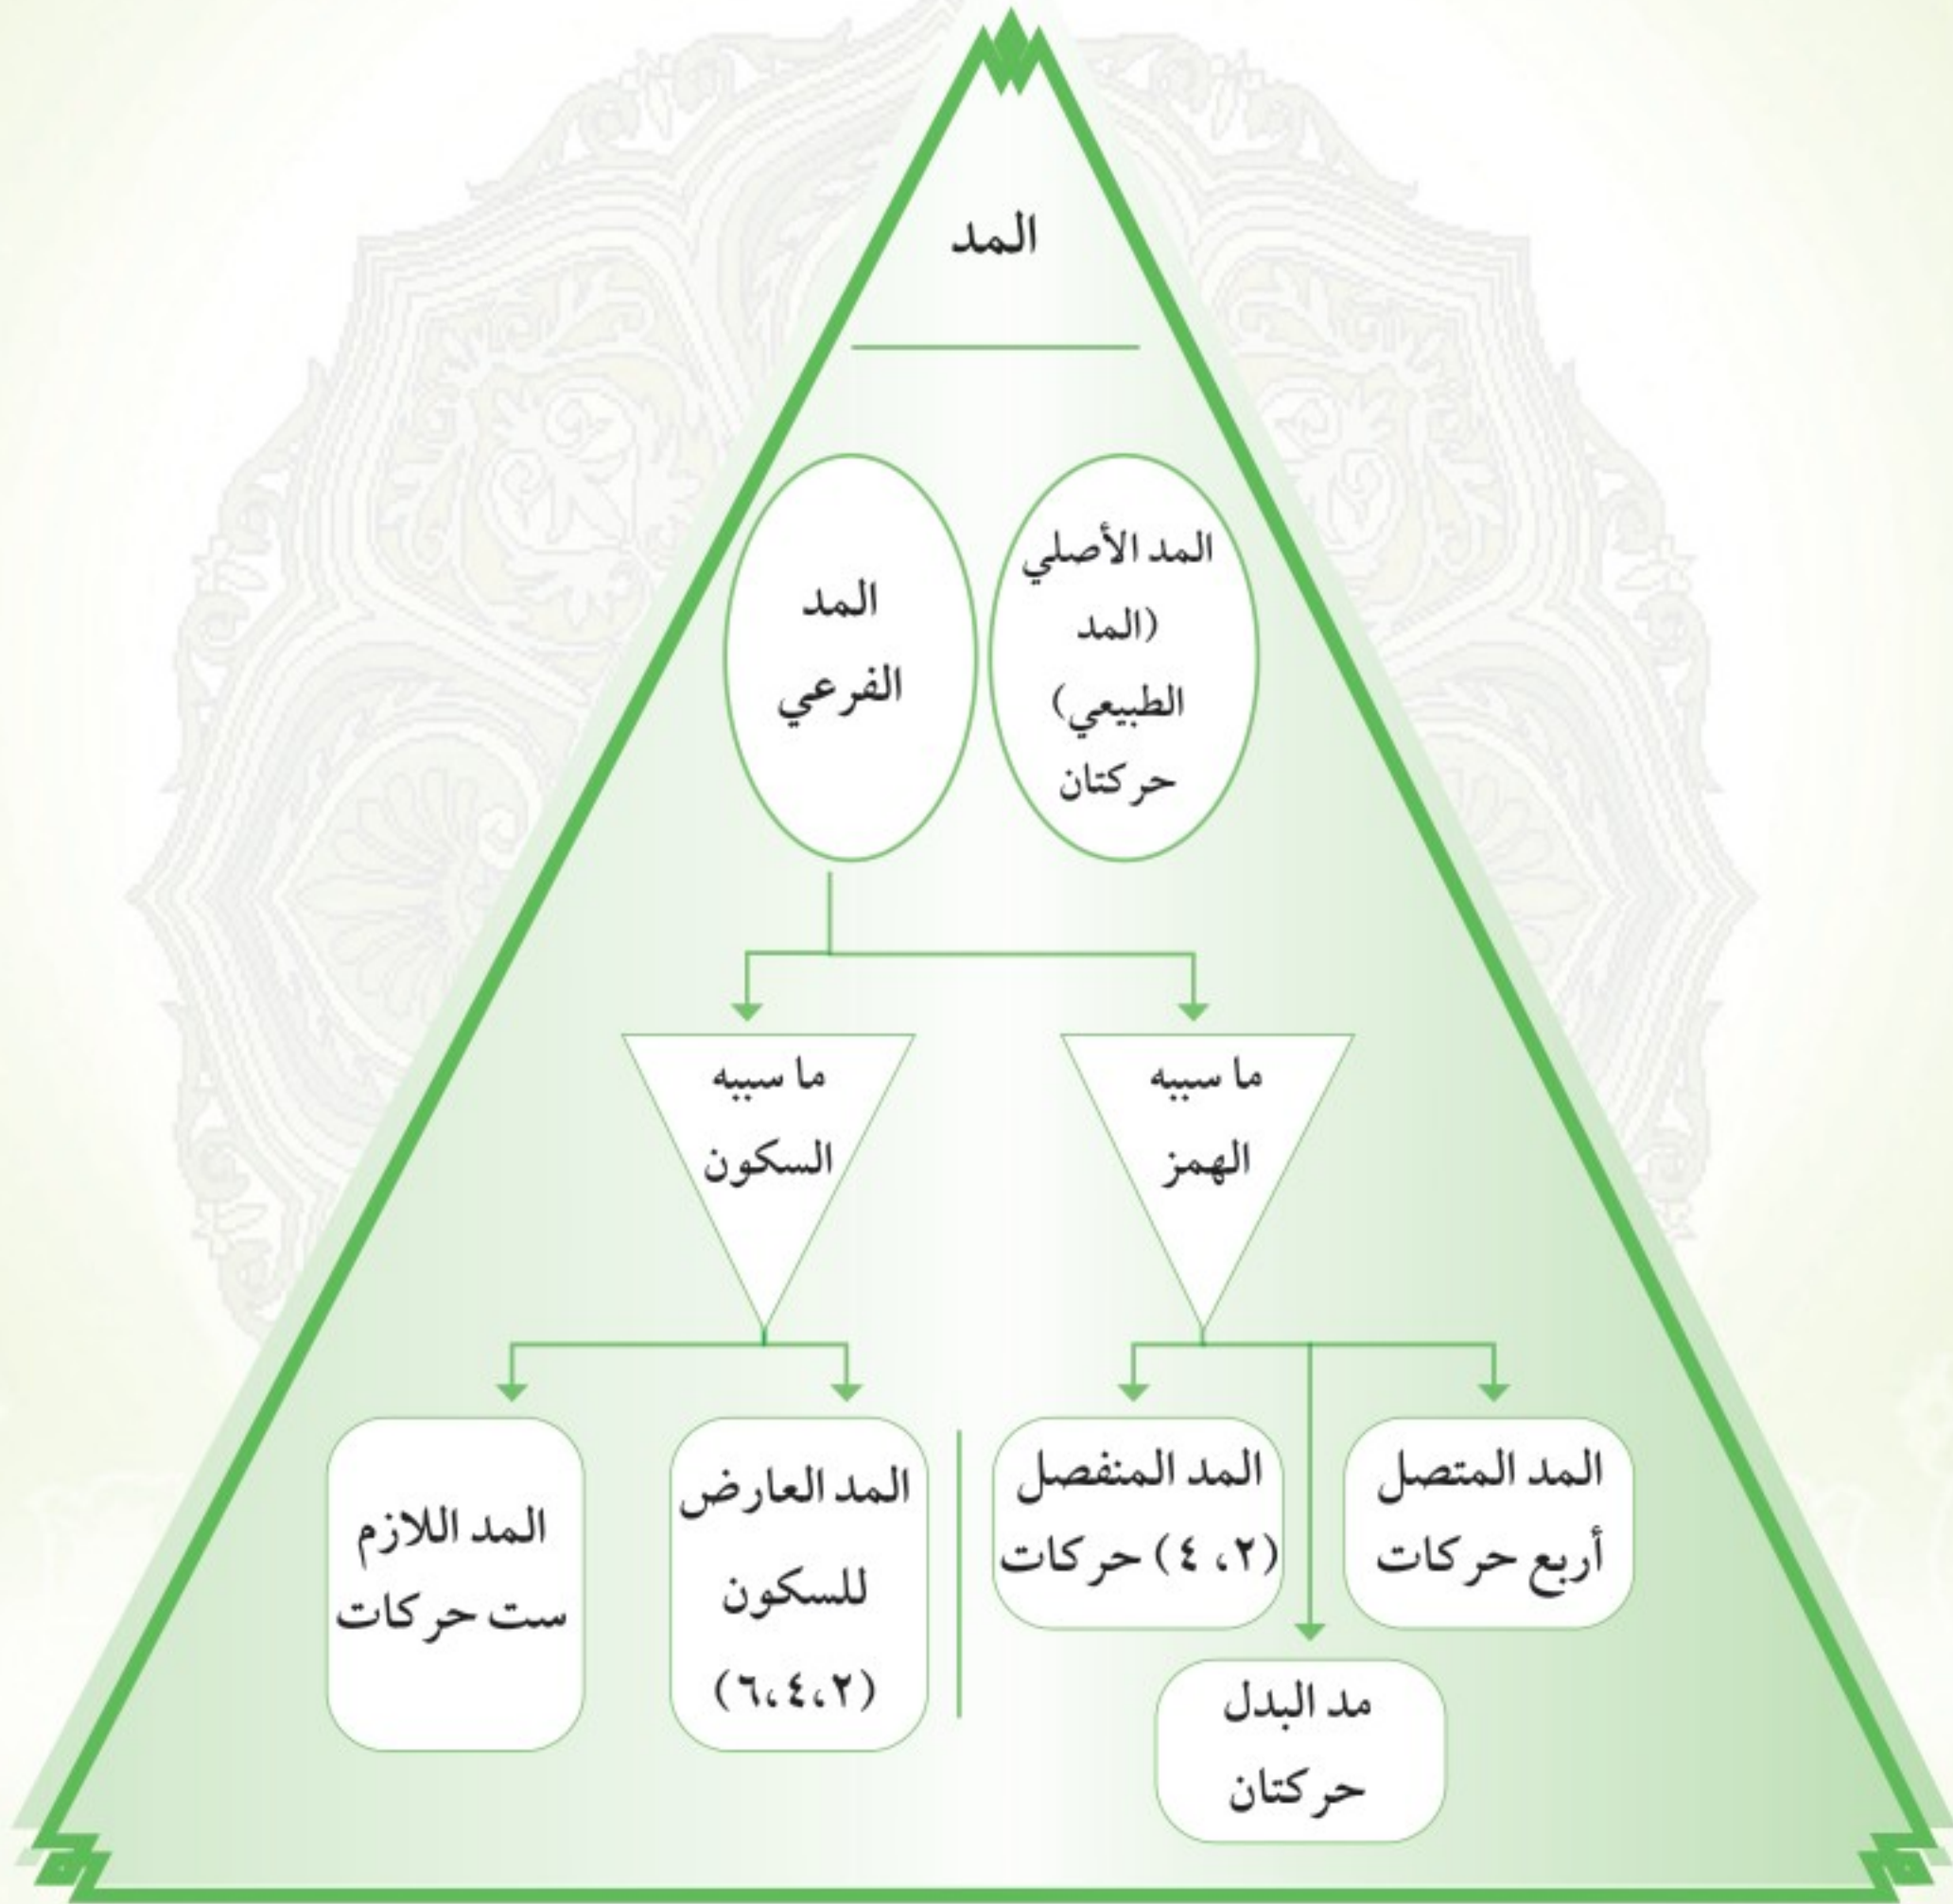 المد
المد الأصلي
(المد
الطبيعي)
حركتان
المد
الفرعي
ما سببه
الهمز
ما سببه
السكون
المد المتصل
أربع حركات
المد المنفصل
(٢، ٤) حركات
مد البدل
حركتان
المد العارض
للسكون
(٢،٤،٦)
المد اللازم
ست حركات